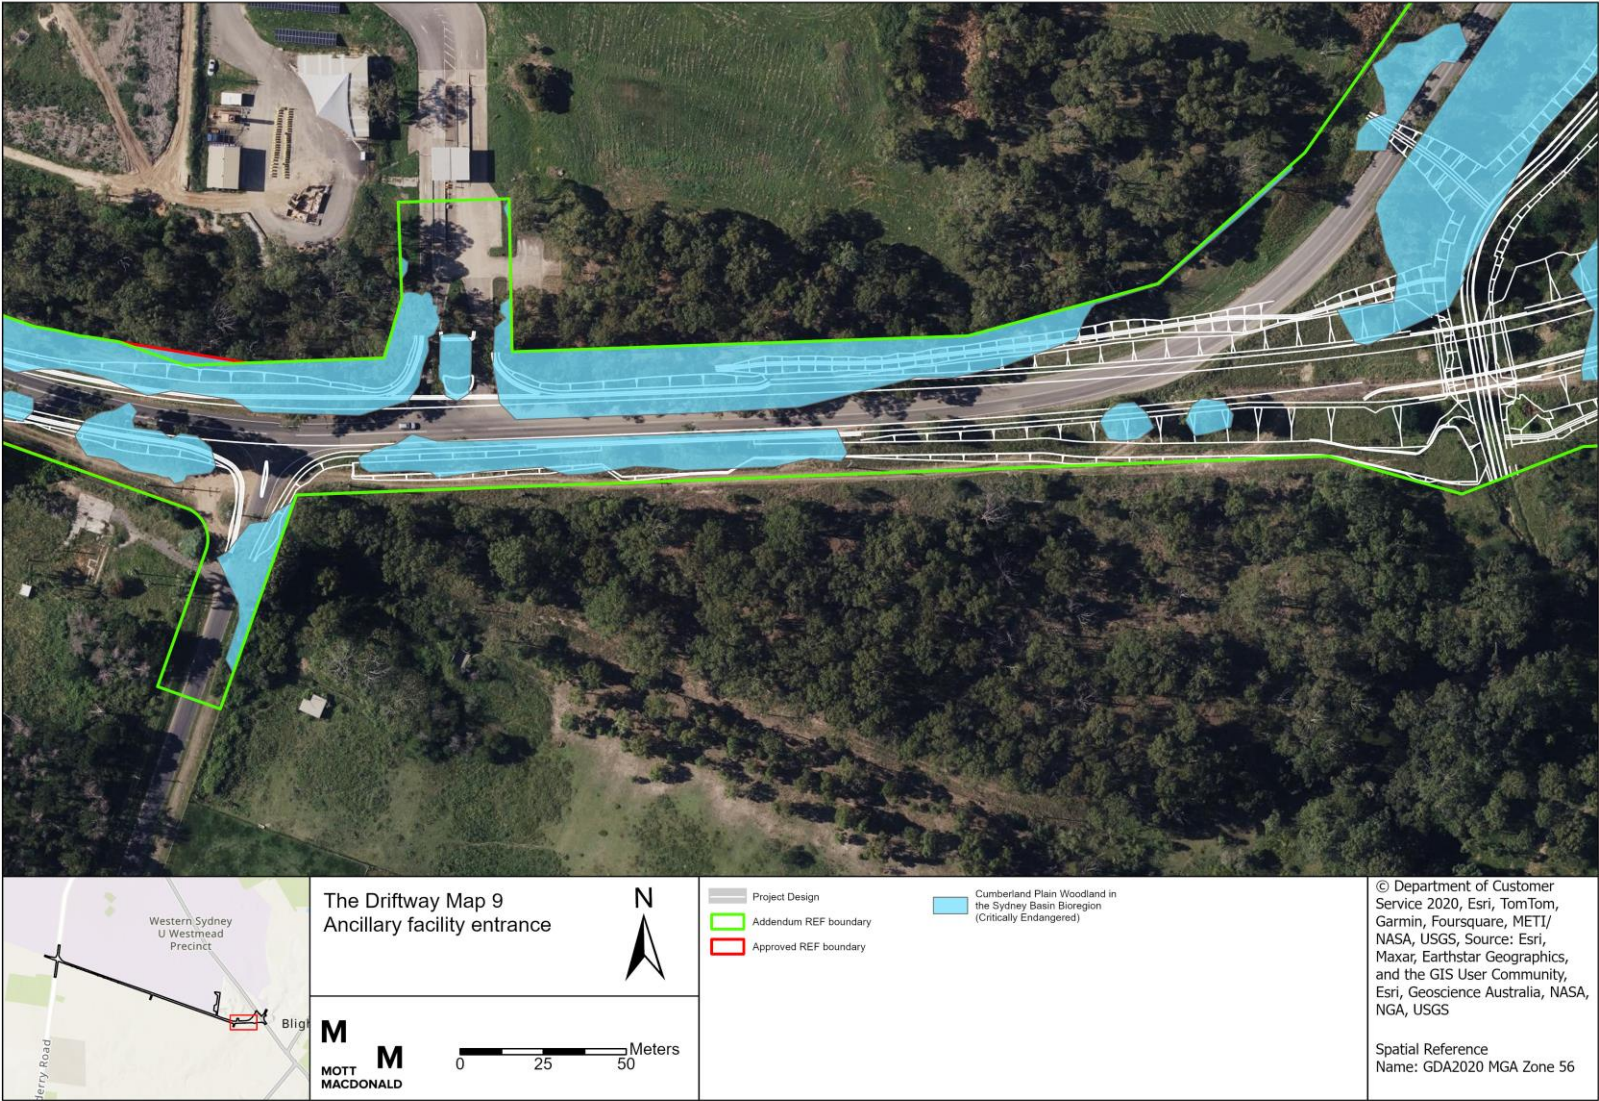 Western Sydney
U Westmead
Precinct
Bligh
derry Road
The Driftway Map 9
Ancillary facility entrance
N
M
M
MOTT
MACDONALD
Meters
0 25 50
Project Design
Addendum REF boundary
Approved REF boundary
Cumberland Plain Woodland in
the Sydney Basin Bioregion
(Critically Endangered)
© Department of Customer
Service 2020, Esri, TomTom,
Garmin, Foursquare, METI/
NASA, USGS, Source: Esri,
Maxar, Earthstar Geographics,
and the GIS User Community,
Esri, Geoscience Australia, NASA,
NGA, USGS
Spatial Reference
Name: GDA2020 MGA Zone 56